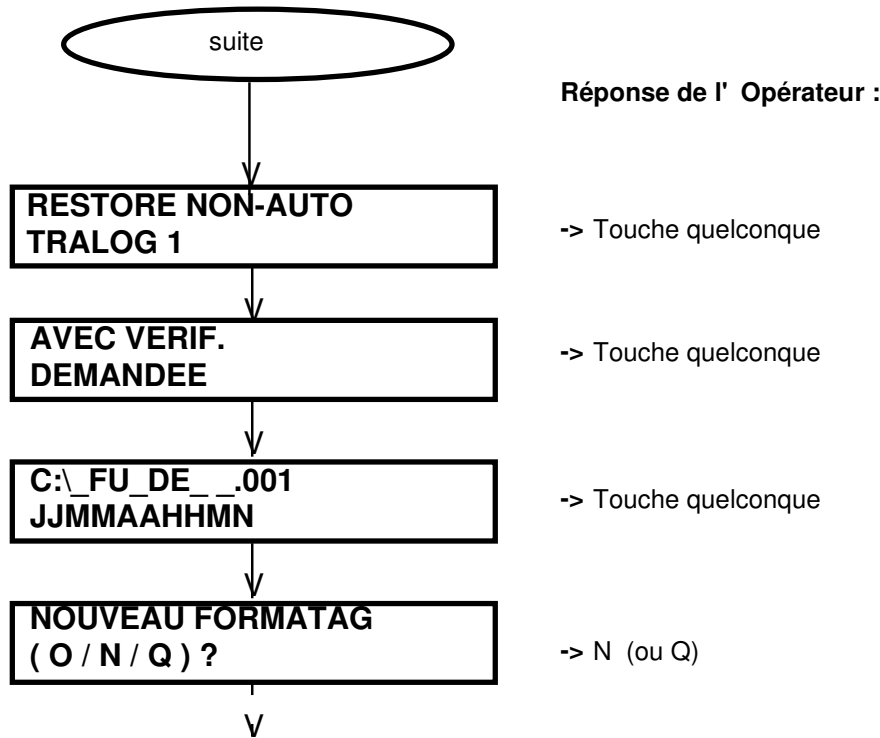 suite
Réponse de l' Opérateur :
RESTORE NON-AUTO
TRALOG 1
-> Touche quelconque
AVEC VERIF.
DEMANDEE
-> Touche quelconque
C:\_FU_DE_ _.001
JJMMAAHHMN
-> Touche quelconque
NOUVEAU FORMATAG
( O / N / Q ) ?
-> N (ou Q)